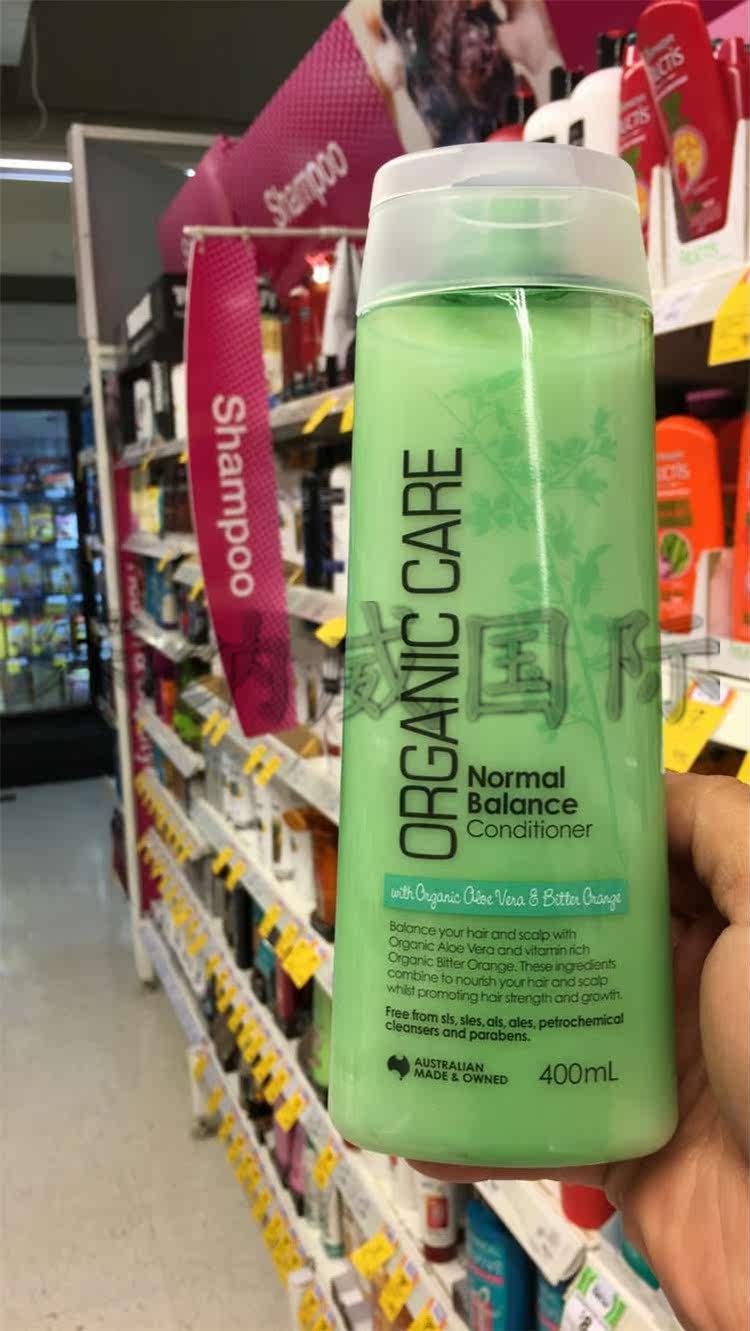 Shampoo
Shampoo
ORGANIC CARE
Normal
Balance
Conditioner
with Organic Aloe Vera & Bitter Orange
Balance your hair and scalp with
Organic Aloe Vera and vitamin rich
Organic Bitter Orange. These ingredients
combine to nourish your hair and scalp
whilst promoting hair strength and growth.
Free from sls, sles, als, ales, petrochemical
cleansers and parabens.
AUSTRALIAN
MADE & OWNED
400mL
威国际